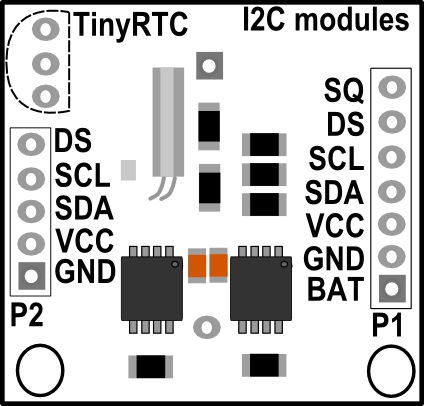 TinyRTC
I2C modules
DS
SCL
SDA
VCC
GND
P2
SQ
DS
SCL
SDA
VCC
GND
BAT
P1